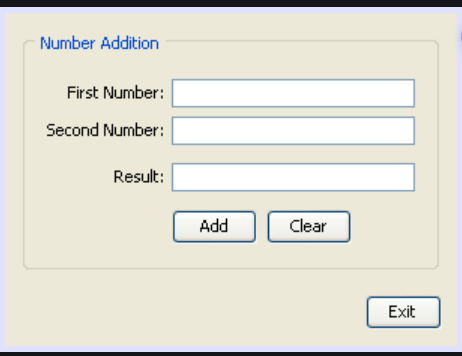 Number Addition
First Number:
Second Number:
Result:
Add Clear
Exit